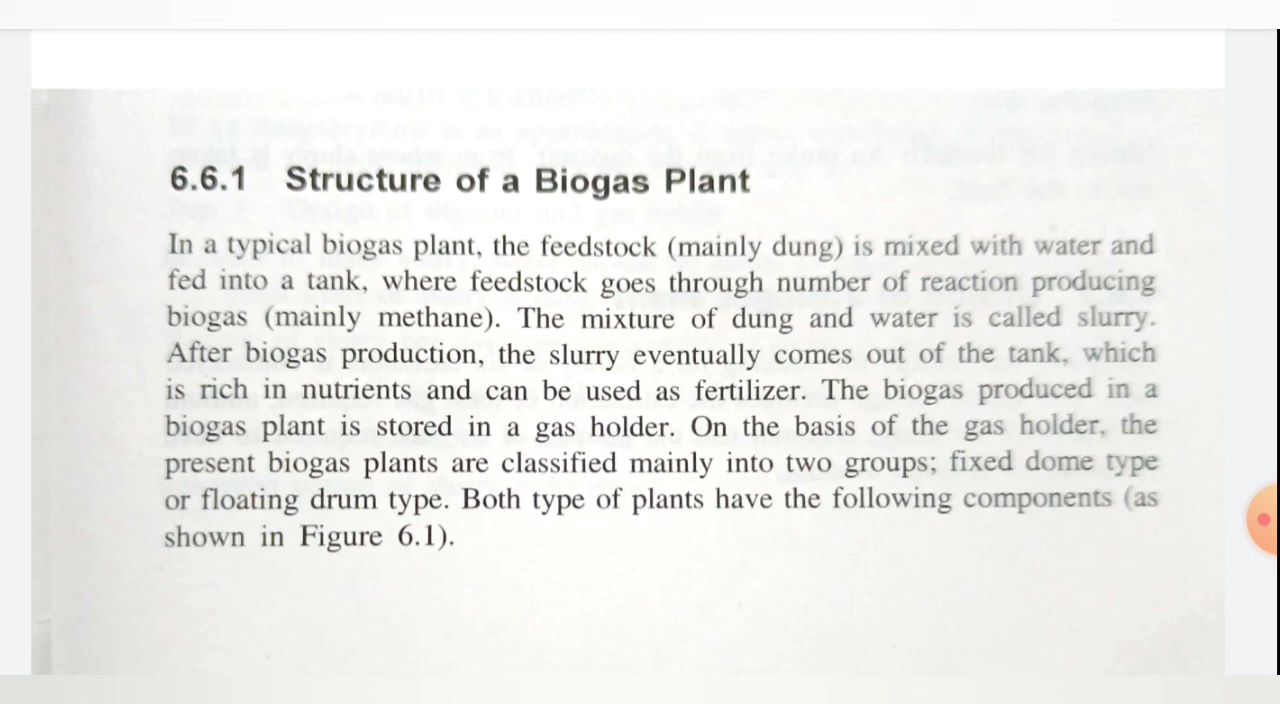 6.6.1 Structure of a Biogas Plant
In a typical biogas plant, the feedstock (mainly dung) is mixed with water and
fed into a tank, where feedstock goes through number of reaction producing
biogas (mainly methane). The mixture of dung and water is called slurry.
After biogas production, the slurry eventually comes out of the tank, which
is rich in nutrients and can be used as fertilizer. The biogas produced in a
biogas plant is stored in a gas holder. On the basis of the gas holder, the
present biogas plants are classified mainly into two groups; fixed dome type
or floating drum type. Both type of plants have the following components (as
shown in Figure 6.1).